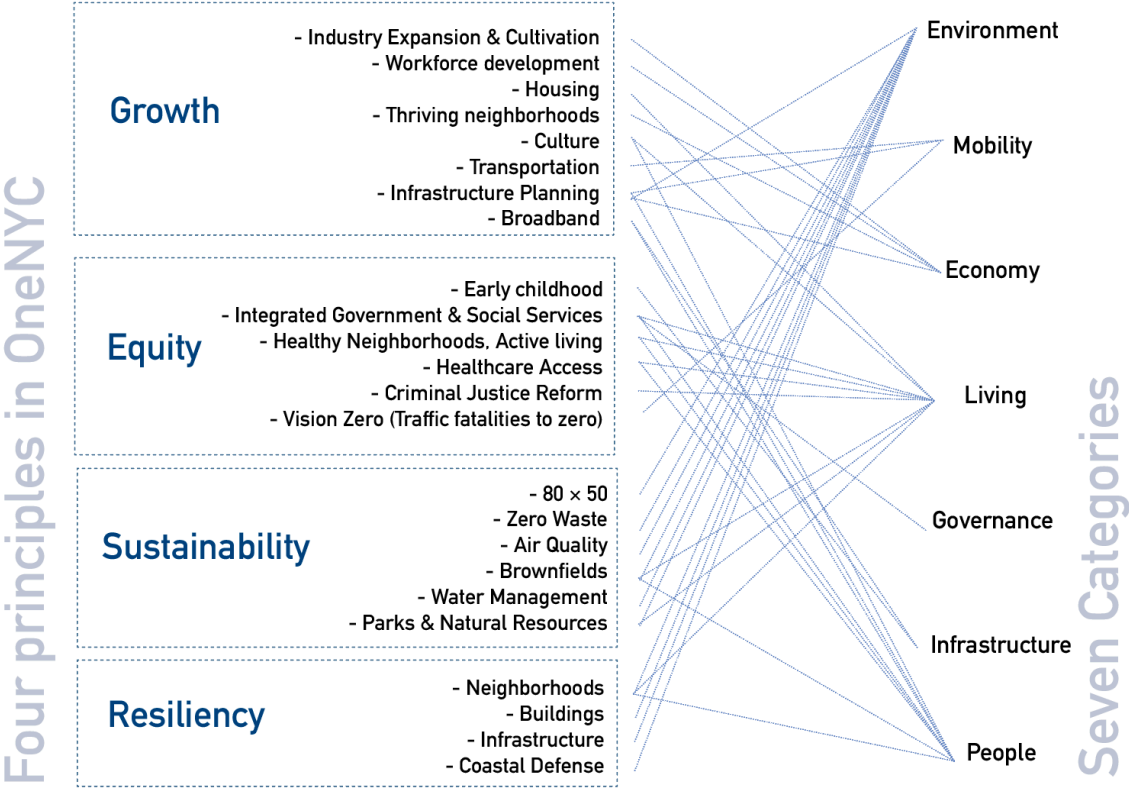 Four principles in OneNYC
Growth
- Industry Expansion & Cultivation
- Workforce development
- Housing
- Thriving neighborhoods
- Culture
- Transportation
- Infrastructure Planning
- Broadband
Equity
- Early childhood
- Integrated Government & Social Services
- Healthy Neighborhoods, Active living
- Healthcare Access
- Criminal Justice Reform
- Vision Zero (Traffic fatalities to zero)
Sustainability
- 80 × 50
- Zero Waste
- Air Quality
- Brownfields
- Water Management
- Parks & Natural Resources
Resiliency
- Neighborhoods
- Buildings
- Infrastructure
- Coastal Defense
Environment
Mobility
Economy
Living
Governance
Infrastructure
People
Seven Categories